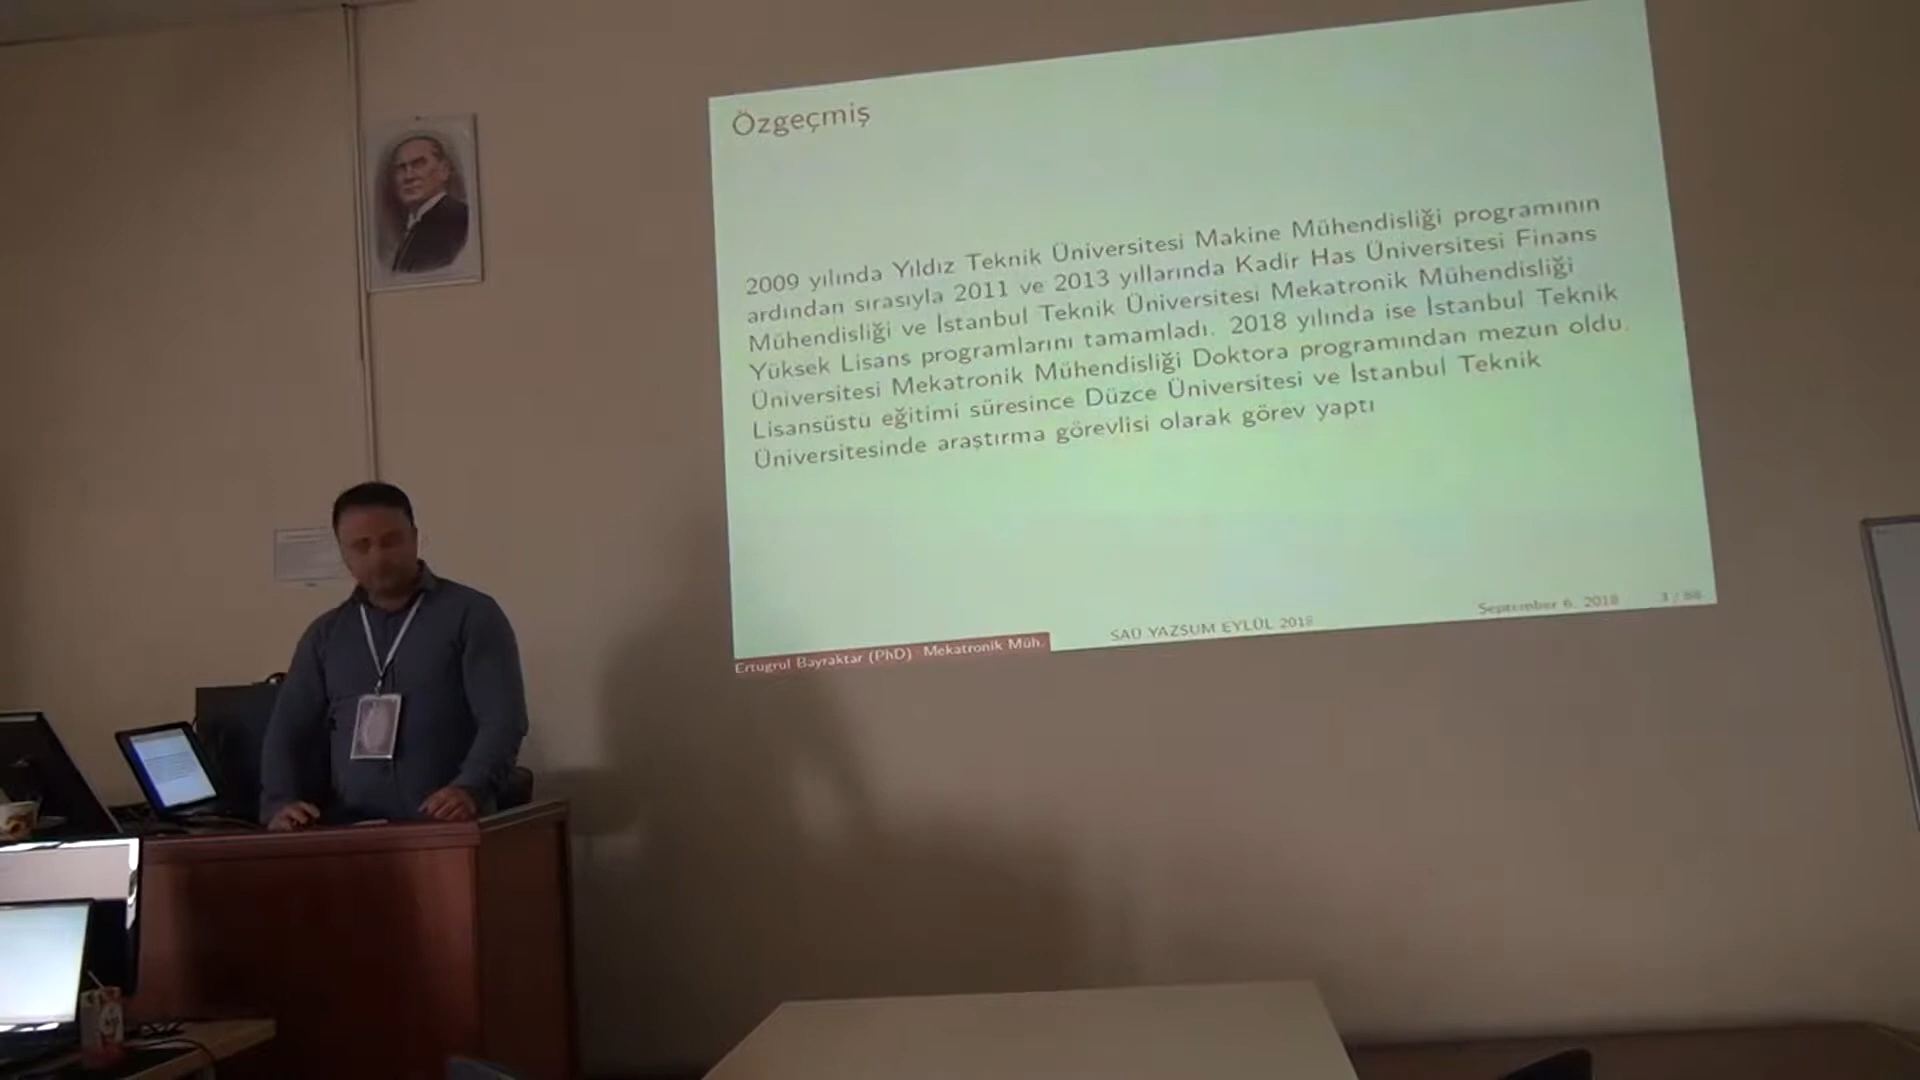 Özgeçmiş
2009 yılında Yıldız Teknik Üniversitesi Makine Mühendisliği programının
ardından sırasıyla 2011 ve 2013 yıllarında Kadir Has Üniversitesi Finans
Mühendisliği ve İstanbul Teknik Üniversitesi Mekatronik Mühendisliği
Yüksek Lisans programlarını tamamladı. 2018 yılında ise İstanbul Teknik
Üniversitesi Mekatronik Mühendisliği Doktora programından mezun oldu.
Lisansüstü eğitimi süresince Düzce Üniversitesi ve İstanbul Teknik
Üniversitesinde araştırma görevlisi olarak görev yaptı
Ertugrul Bayraktar (PhD) Mekatronik Müh.
SAÜ YAZSUM EYLÜL 2018
September 6, 2018